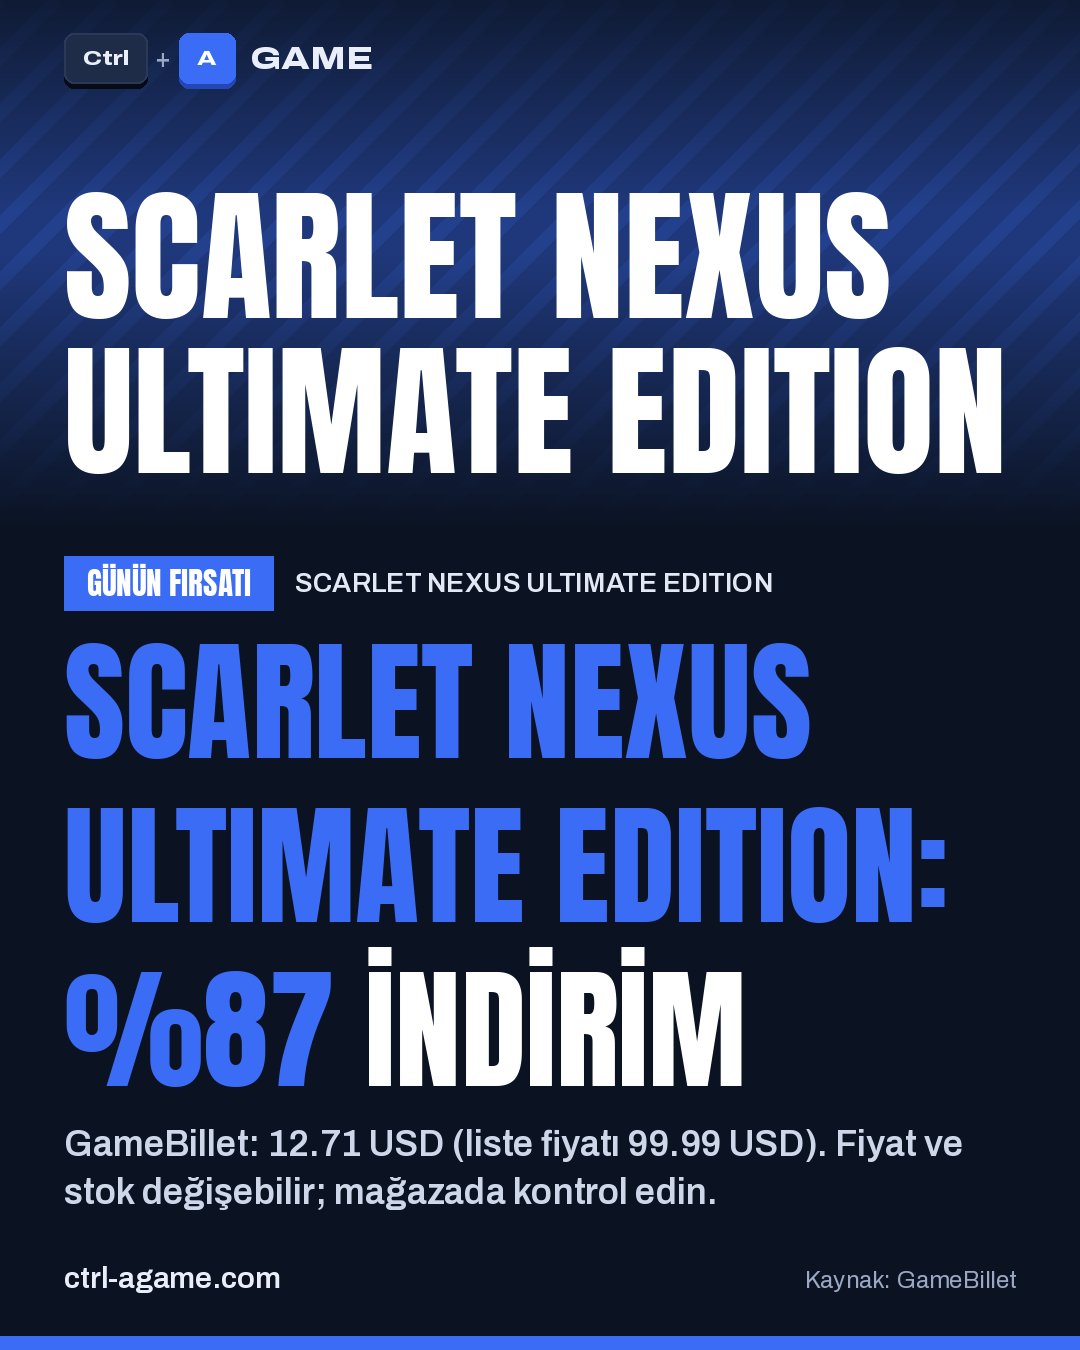 Ctrl + A GAME
SCARLET NEXUS
ULTIMATE EDITION
GÜNÜN FIRSATI SCARLET NEXUS ULTIMATE EDITION
SCARLET NEXUS
ULTIMATE EDITION:
%87 İNDİRİM
GameBillet: 12.71 USD (liste fiyatı 99.99 USD). Fiyat ve
stok değişebilir; mağazada kontrol edin.
ctrl-agame.com Kaynak: GameBillet